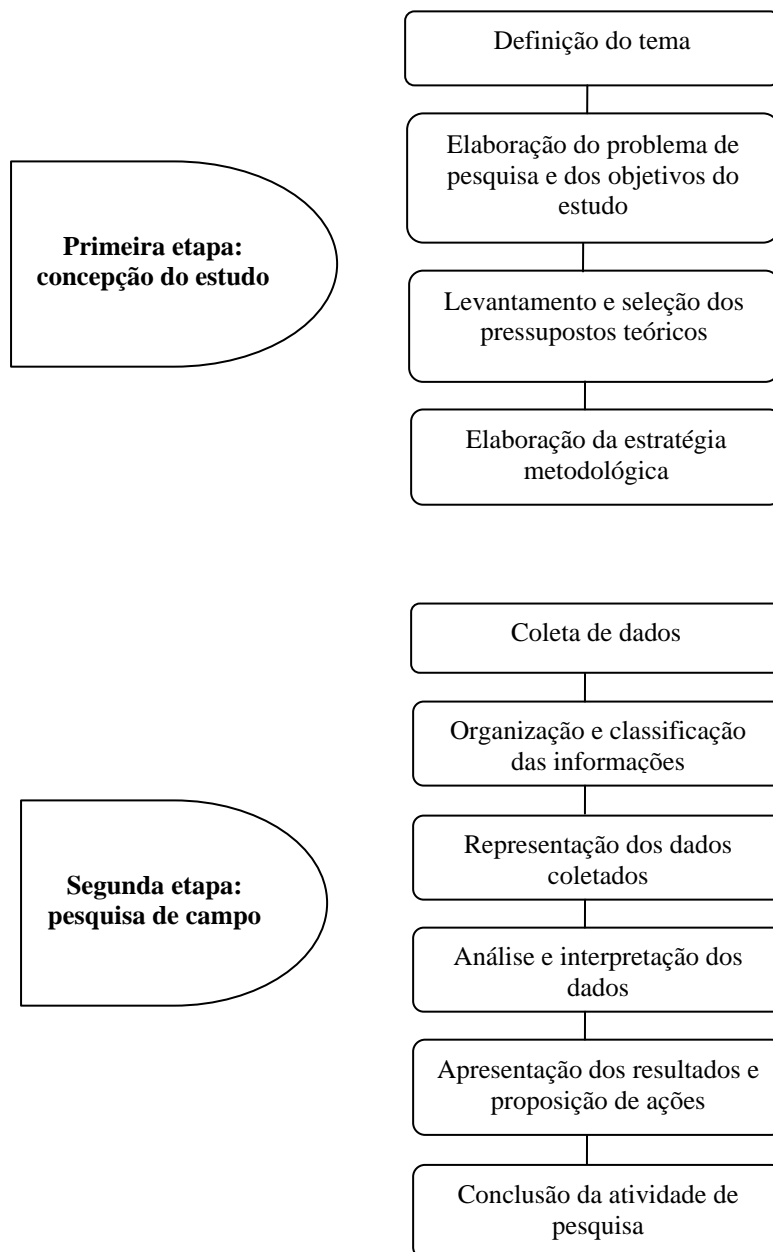 Definição do tema
Elaboração do problema de
pesquisa e dos objetivos do
estudo
Primeira etapa:
concepção do estudo
Levantamento e seleção dos
pressupostos teóricos
Elaboração da estratégia
metodológica
Coleta de dados
Organização e classificação
das informações
Representação dos dados
coletados
Segunda etapa:
pesquisa de campo
Análise e interpretação dos
dados
Apresentação dos resultados e
proposição de ações
Conclusão da atividade de
pesquisa